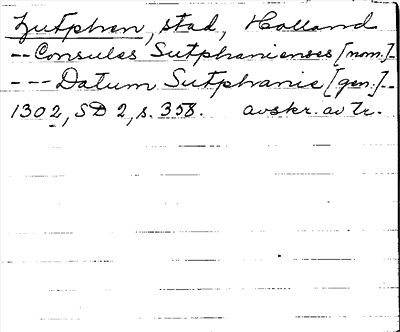 Zutphen, stad, Holland
-- Consules Sutphanienses [nom.] -
--- Datum Sutphanie [gen.] --
1302, SD 2, s. 358. avskr. av Tr.